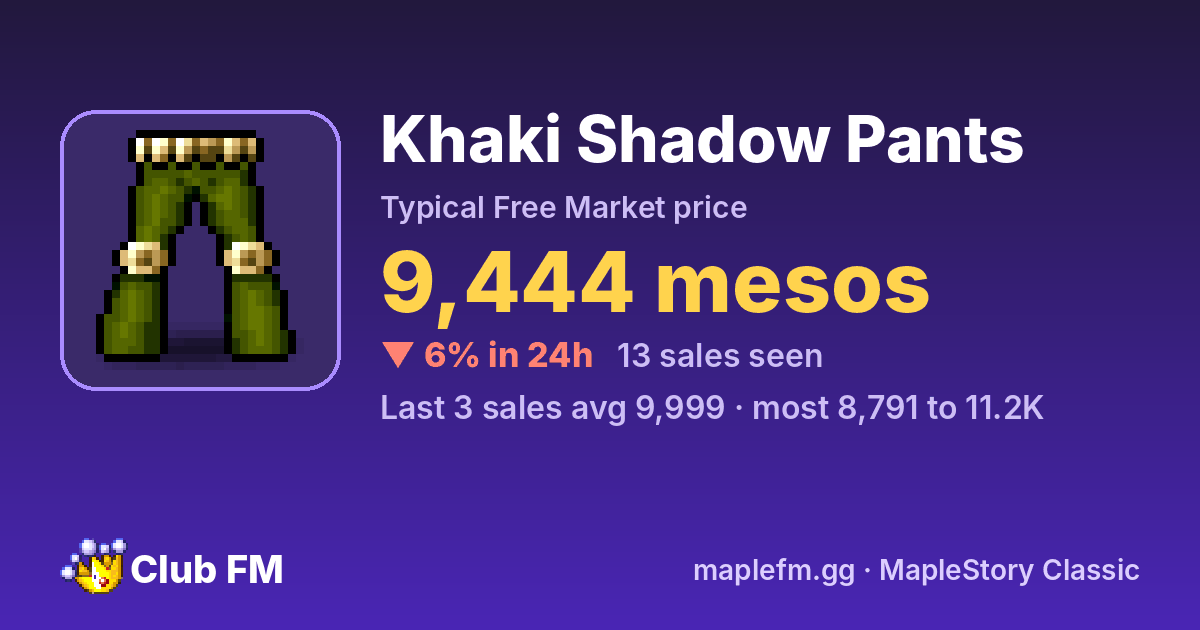 Khaki Shadow Pants
Typical Free Market price
9,444 mesos
▼ 6% in 24h 13 sales seen
Last 3 sales avg 9,999 · most 8,791 to 11.2K
Club FM
maplefm.gg · MapleStory Classic